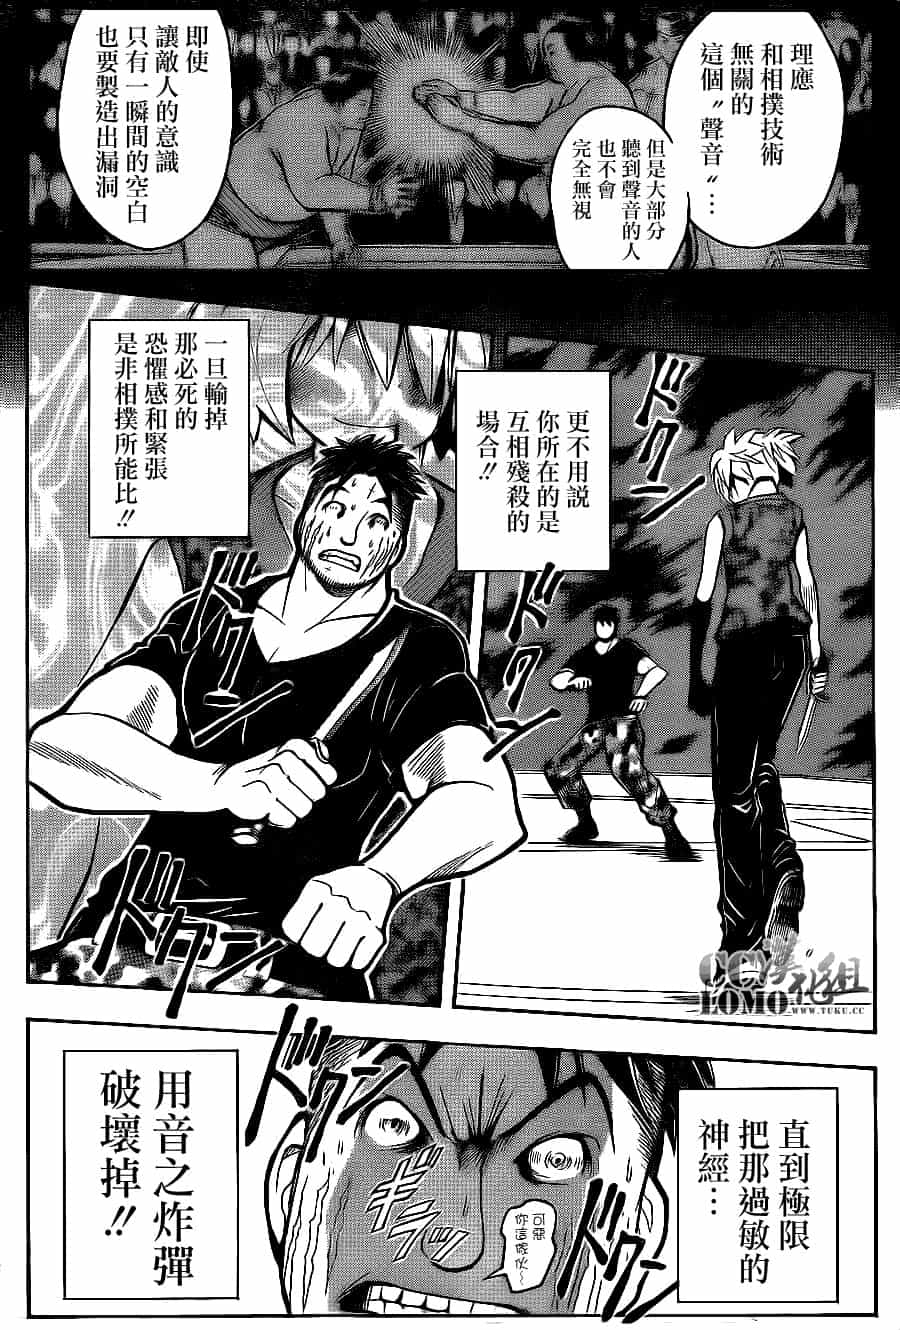 理應
和相撲技術
無關的
這個〝聲音〟…
但是大部分
聽到聲音的人
也不會
完全無視
即使
讓敵人的意識
只有一瞬間的空白
也要製造出漏洞
ドクン
更不用說
你所在的是
互相殘殺的
場合!!
ドクン
一旦輸掉
那必死的
恐懼感和緊張
是非相撲所能比!!
ドクン
ドクン
CC漢化組
LOMO
WWW.TUKU.CC
直到極限
把那過敏的
神經…
ドクン
ドクン
ギギッ
可惡
你這傢伙~
用音之炸彈
破壞掉!!